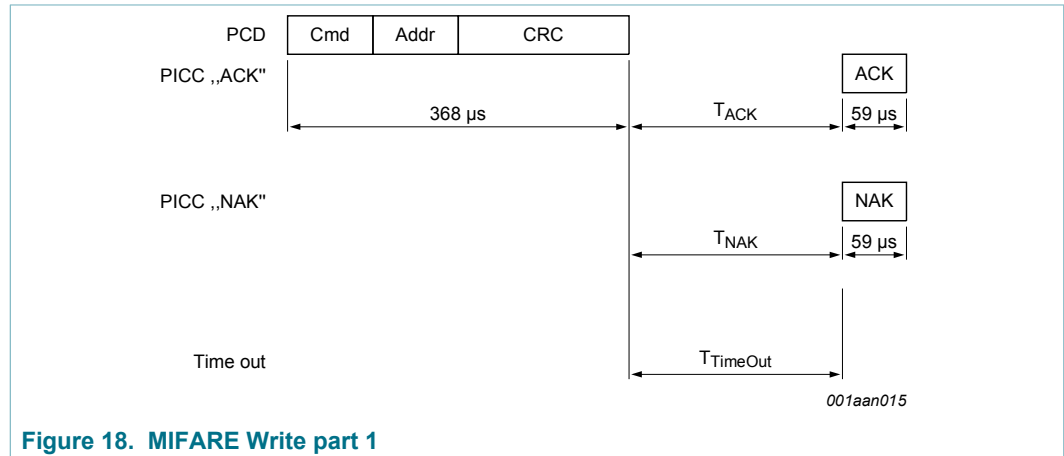 PCD Cmd Addr CRC
PICC ,,ACK" ACK
368 µs TACK 59 µs
PICC ,,NAK" NAK
TNAK 59 µs
Time out TTimeOut
001aan015
Figure 18. MIFARE Write part 1